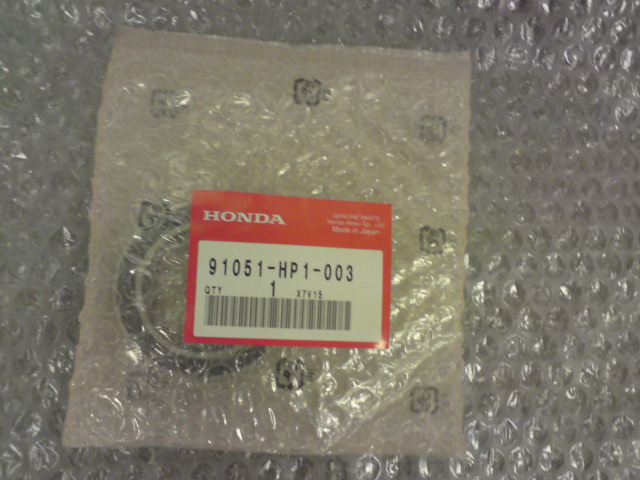 HONDA
GENUINE PARTS
Honda Motor Co., Ltd.
Made in Japan
91051-HP1-003
QTY 1 X7V15